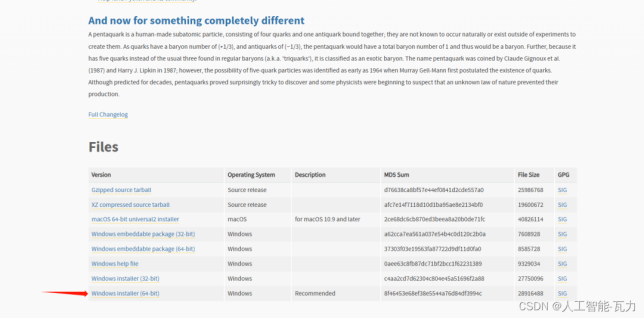 And now for something completely different
A pentaquark is a human-made subatomic particle, consisting of four quarks and one antiquark bound together; they are not known to occur naturally or exist outside of experiments to
create them. As quarks have a baryon number of (+1/3), and antiquarks of (−1/3), the pentaquark would have a total baryon number of 1 and thus would be a baryon. Further, because it
has five quarks instead of the usual three found in regular baryons (a.k.a. 'triquarks'), it is classified as an exotic baryon. The name pentaquark was coined by Claude Gignoux et al.
(1987) and Harry J. Lipkin in 1987; however, the possibility of five-quark particles was identified as early as 1964 when Murray Gell-Mann first postulated the existence of quarks.
Although predicted for decades, pentaquarks proved surprisingly tricky to discover and some physicists were beginning to suspect that an unknown law of nature prevented their
production.
Full Changelog
Files
Version Operating System Description MD5 Sum File Size GPG
Gzipped source tarball Source release d76638ca8bf57e44ef0841d2cde557a0 25986768 SIG
XZ compressed source tarball Source release afc7e14f7118d10d1ba95ae8e2134bf0 19600672 SIG
macOS 64-bit universal2 installer macOS for macOS 10.9 and later 2ce68dc6cb870ed3beea8a20b0de71fc 40826114 SIG
Windows embeddable package (32-bit) Windows a62cca7ea561a037e54b4c0d120c2b0a 7608928 SIG
Windows embeddable package (64-bit) Windows 37303f03e19563fa87722d9df11d0fa0 8585728 SIG
Windows help file Windows 0aee63c8fb87dc71bf2bcc1f62231389 9329034 SIG
Windows installer (32-bit) Windows c4aa2cd7d62304c804e45a51696f2a88 27750096 SIG
Windows installer (64-bit) Windows Recommended 8f46453e68ef38e5544a76d84df3994c 28916488 SIG
CSDN @人工智能-瓦力